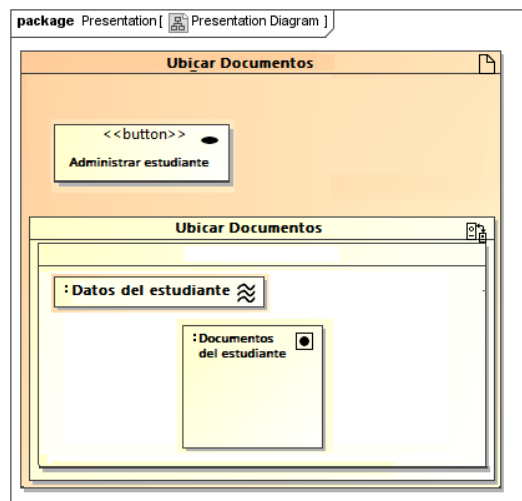 package Presentation [ Presentation Diagram ]
Ubicar Documentos
<<button>>
Administrar estudiante
Ubicar Documentos
:Datos del estudiante
:Documentos
del estudiante